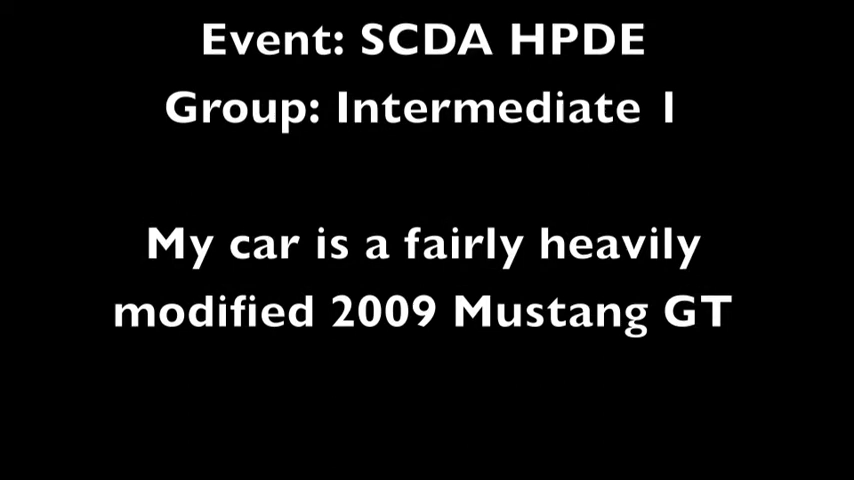 Event: SCDA HPDE
Group: Intermediate 1
My car is a fairly heavily
modified 2009 Mustang GT